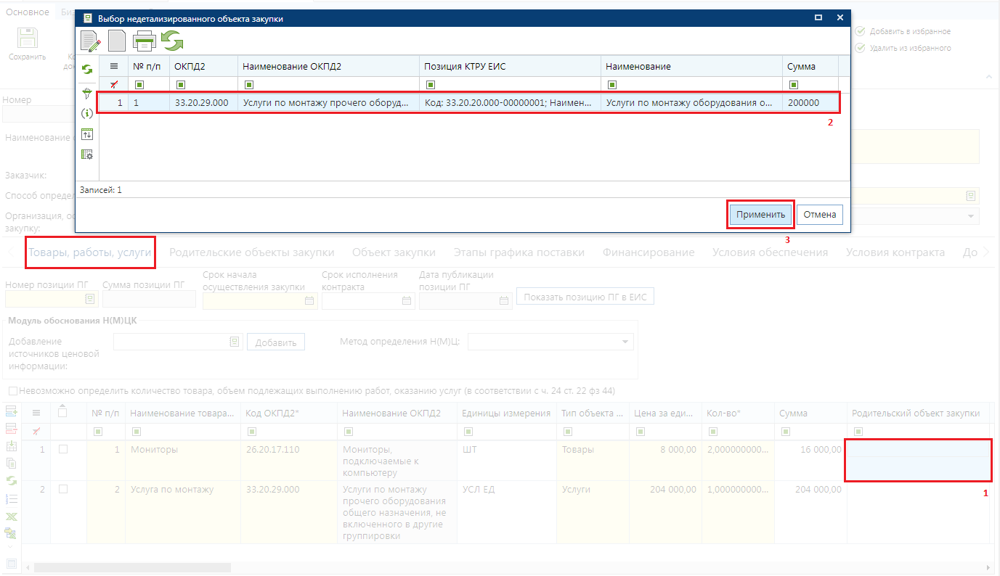 Основное
Выбор недетализированного объекта закупки
Сохранить
Добавить в избранное
Удалить из избранного
№ п/п ОКПД2 Наименование ОКПД2 Позиция КТРУ ЕИС Наименование Сумма
1 1 33.20.29.000 Услуги по монтажу прочего оборуд... Код: 33.20.20.000-00000001; Наимен... Услуги по монтажу оборудования о... 200000
2
Номер
Наименование
Заказчик:
Записей: 1
Способ
Организация,
закупку:
Применить Отмена
3
Товары, работы, услуги Родительские объекты закупки Объект закупки Этапы графика поставки Финансирование Условия обеспечения Условия контракта До
Номер позиции ПГ Сумма позиции ПГ Срок начала осуществления закупки Срок исполнения контракта Дата публикации позиции ПГ Показать позицию ПГ в ЕИС
Модуль обоснования Н(М)ЦК
Добавление
источников ценовой
информации:
Добавить Метод определения Н(М)Ц:
Невозможно определить количество товара, объем подлежащих выполнению работ, оказанию услуг (в соответствии с ч. 24 ст. 22 фз 44)
№ п/п Наименование товара... Код ОКПД2* Наименование ОКПД2 Единицы измерения Тип объекта ... Цена за еди... Кол-во* Сумма Родительский объект закупки
1 1 Мониторы 26.20.17.110 Мониторы, ШТ Товары 8 000,00 2,000000000... 16 000,00
подключаемые к
компьютеру
2 2 Услуга по монтажу 33.20.29.000 Услуги по монтажу УСЛ ЕД Услуги 204 000,00 1,000000000... 204 000,00
1
прочего оборудования
общего назначения, не
включенного в другие
группировки